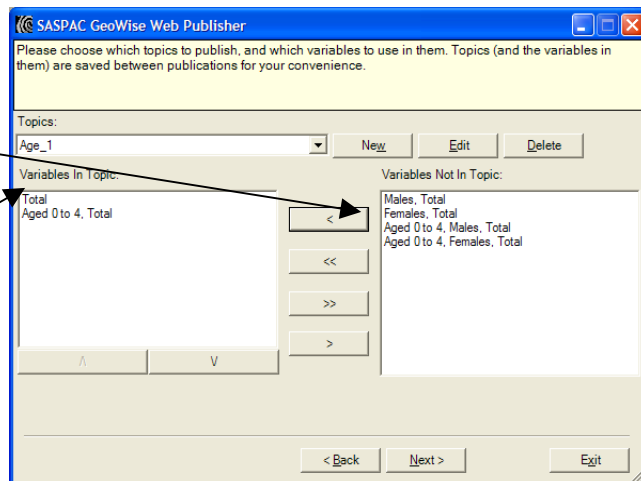 SASPAC GeoWise Web Publisher
Please choose which topics to publish, and which variables to use in them. Topics (and the variables in
them) are saved between publications for your convenience.
Topics:
Age_1
New
Edit
Delete
Variables In Topic:
Variables Not In Topic:
Total
Aged 0 to 4, Total
<
<<
>>
>
Males, Total
Females, Total
Aged 0 to 4, Males, Total
Aged 0 to 4, Females, Total
Λ
V
< Back
Next >
Exit